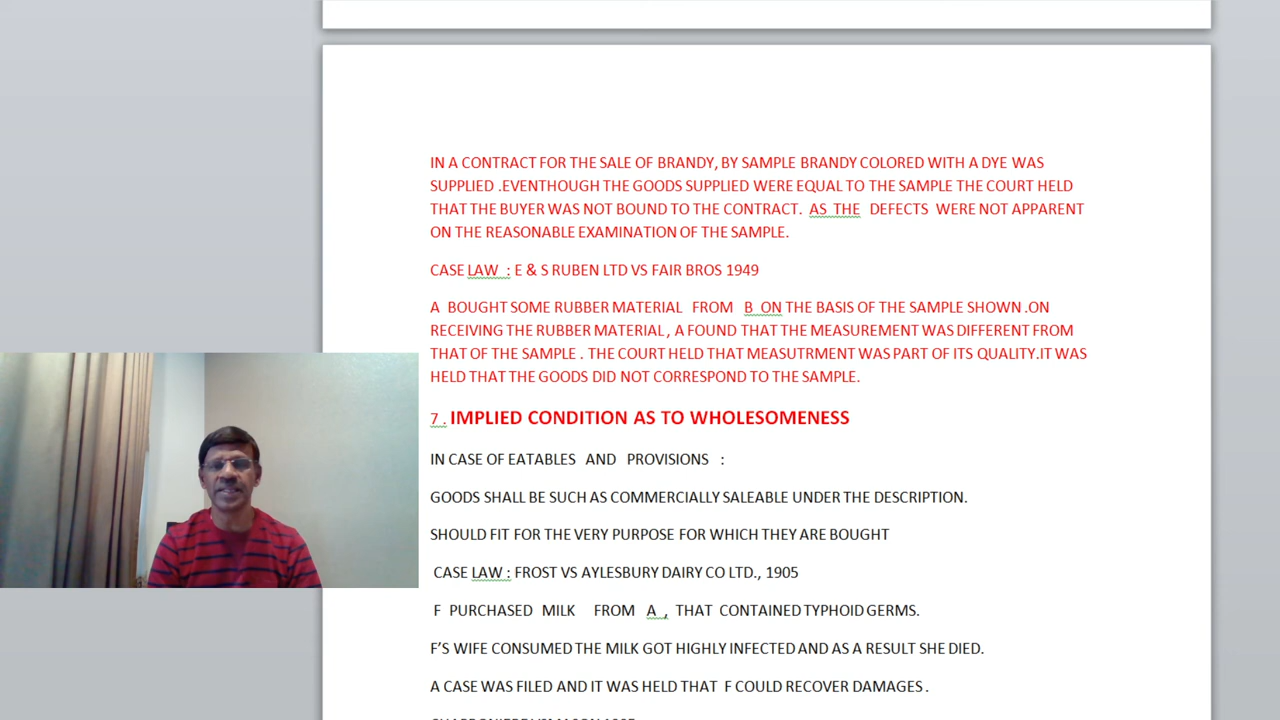 IN A CONTRACT FOR THE SALE OF BRANDY, BY SAMPLE BRANDY COLORED WITH A DYE WAS
SUPPLIED .EVENTHOUGH THE GOODS SUPPLIED WERE EQUAL TO THE SAMPLE THE COURT HELD
THAT THE BUYER WAS NOT BOUND TO THE CONTRACT. AS THE DEFECTS WERE NOT APPARENT
ON THE REASONABLE EXAMINATION OF THE SAMPLE.
CASE LAW : E & S RUBEN LTD VS FAIR BROS 1949
A BOUGHT SOME RUBBER MATERIAL FROM B ON THE BASIS OF THE SAMPLE SHOWN .ON
RECEIVING THE RUBBER MATERIAL , A FOUND THAT THE MEASUREMENT WAS DIFFERENT FROM
THAT OF THE SAMPLE . THE COURT HELD THAT MEASUTRMENT WAS PART OF ITS QUALITY.IT WAS
HELD THAT THE GOODS DID NOT CORRESPOND TO THE SAMPLE.
7 . IMPLIED CONDITION AS TO WHOLESOMENESS
IN CASE OF EATABLES AND PROVISIONS :
GOODS SHALL BE SUCH AS COMMERCIALLY SALEABLE UNDER THE DESCRIPTION.
SHOULD FIT FOR THE VERY PURPOSE FOR WHICH THEY ARE BOUGHT
CASE LAW : FROST VS AYLESBURY DAIRY CO LTD., 1905
F PURCHASED MILK FROM A , THAT CONTAINED TYPHOID GERMS.
F'S WIFE CONSUMED THE MILK GOT HIGHLY INFECTED AND AS A RESULT SHE DIED.
A CASE WAS FILED AND IT WAS HELD THAT F COULD RECOVER DAMAGES .